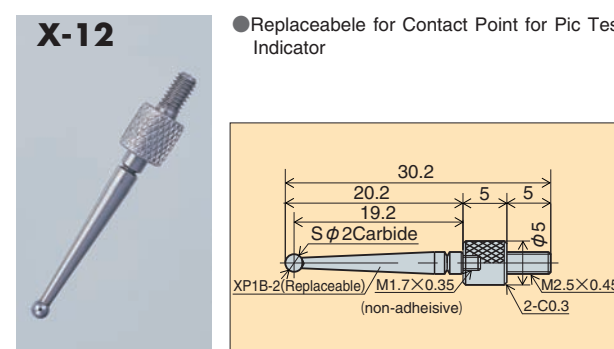 X-12
●Replaceabele for Contact Point for Pic Tes
Indicator
30.2
20.2
5
5
19.2
Sφ2Carbide
φ5
XP1B-2(Replaceable)
M1.7×0.35
M2.5×0.45
(non-adheisive)
2-C0.3